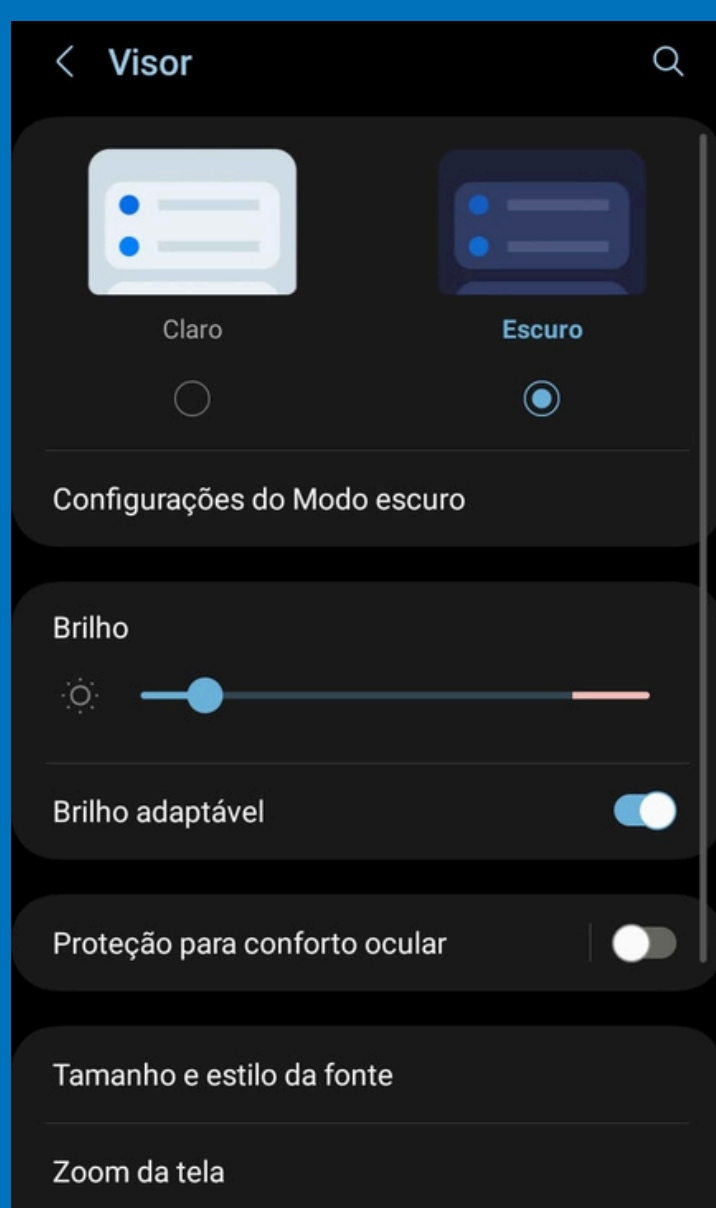 Visor
Claro
Escuro
Configurações do Modo escuro
Brilho
Brilho adaptável
Proteção para conforto ocular
Tamanho e estilo da fonte
Zoom da tela